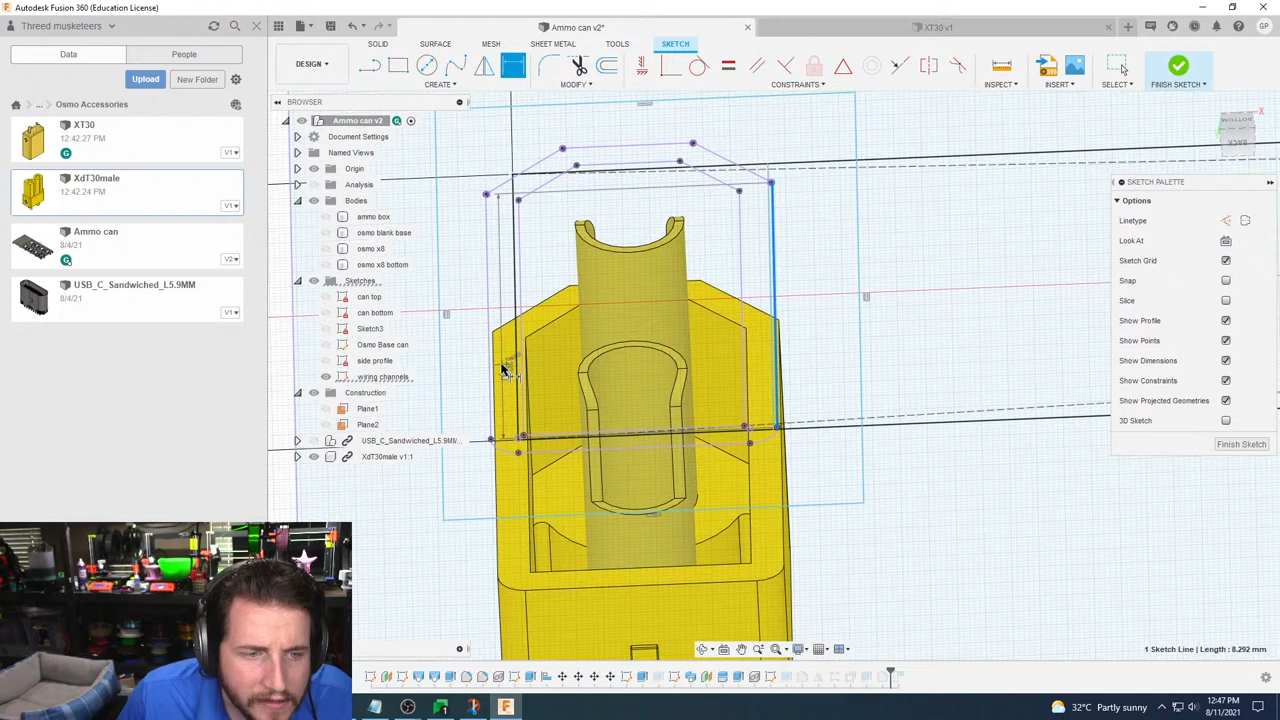 Autodesk Fusion 360 (Education License)
Threed musketeers
Ammo can v2*
XT30 v1
GP
Data
People
Upload
New Folder
... Osmo Accessories
XT30
12:42:27 PM
V1
XdT30male
12:42:24 PM
V1
Ammo can
8/4/21
V2
USB_C_Sandwiched_L5.9MM
8/4/21
V1
DESIGN
SOLID
SURFACE
MESH
SHEET METAL
TOOLS
SKETCH
CREATE
MODIFY
CONSTRAINTS
INSPECT
INSERT
SELECT
FINISH SKETCH
BROWSER
Ammo can v2
Document Settings
Named Views
Origin
Analysis
Bodies
ammo box
osmo blank base
osmo x8
osmo x8 bottom
Sketches
can top
can bottom
Sketch3
Osmo Base can
side profile
wiring channels
Construction
Plane1
Plane2
USB_C_Sandwiched_L5.9MM...
XdT30male v1:1
BOTTOM
BACK
X
SKETCH PALETTE
Options
Linetype
Look At
Sketch Grid
Snap
Slice
Show Profile
Show Points
Show Dimensions
Show Constraints
Show Projected Geometries
3D Sketch
Finish Sketch
1 Sketch Line | Length : 8.292 mm
32°C Partly sunny
12:47 PM
8/11/2021